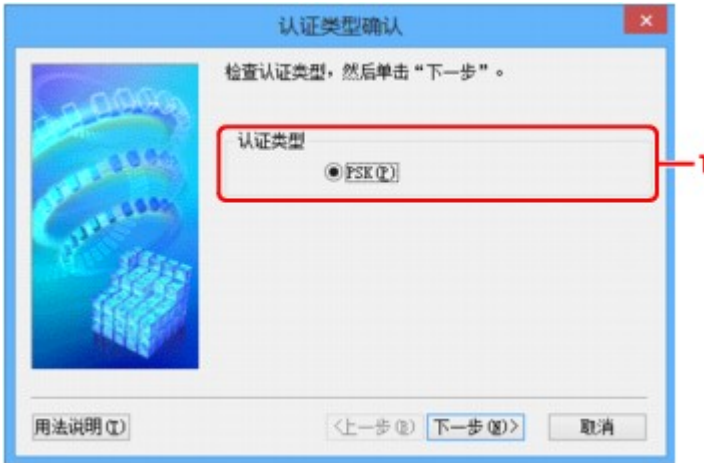 认证类型确认
检查认证类型，然后单击“下一步”。
认证类型
PSK(P)
1
用法说明(I)
<上一步(B)
下一步(N)>
取消